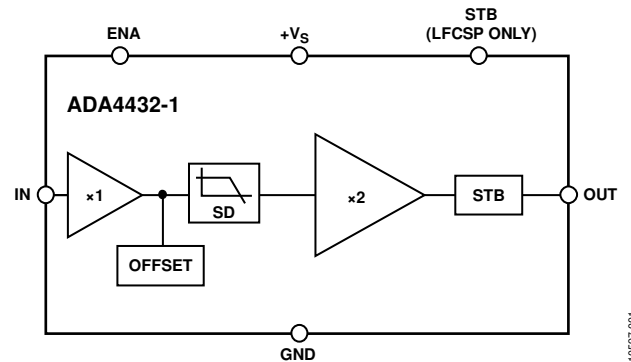 ENA
+VS
STB
(LFCSP ONLY)
ADA4432-1
IN
×1
SD
×2
STB
OUT
OFFSET
GND